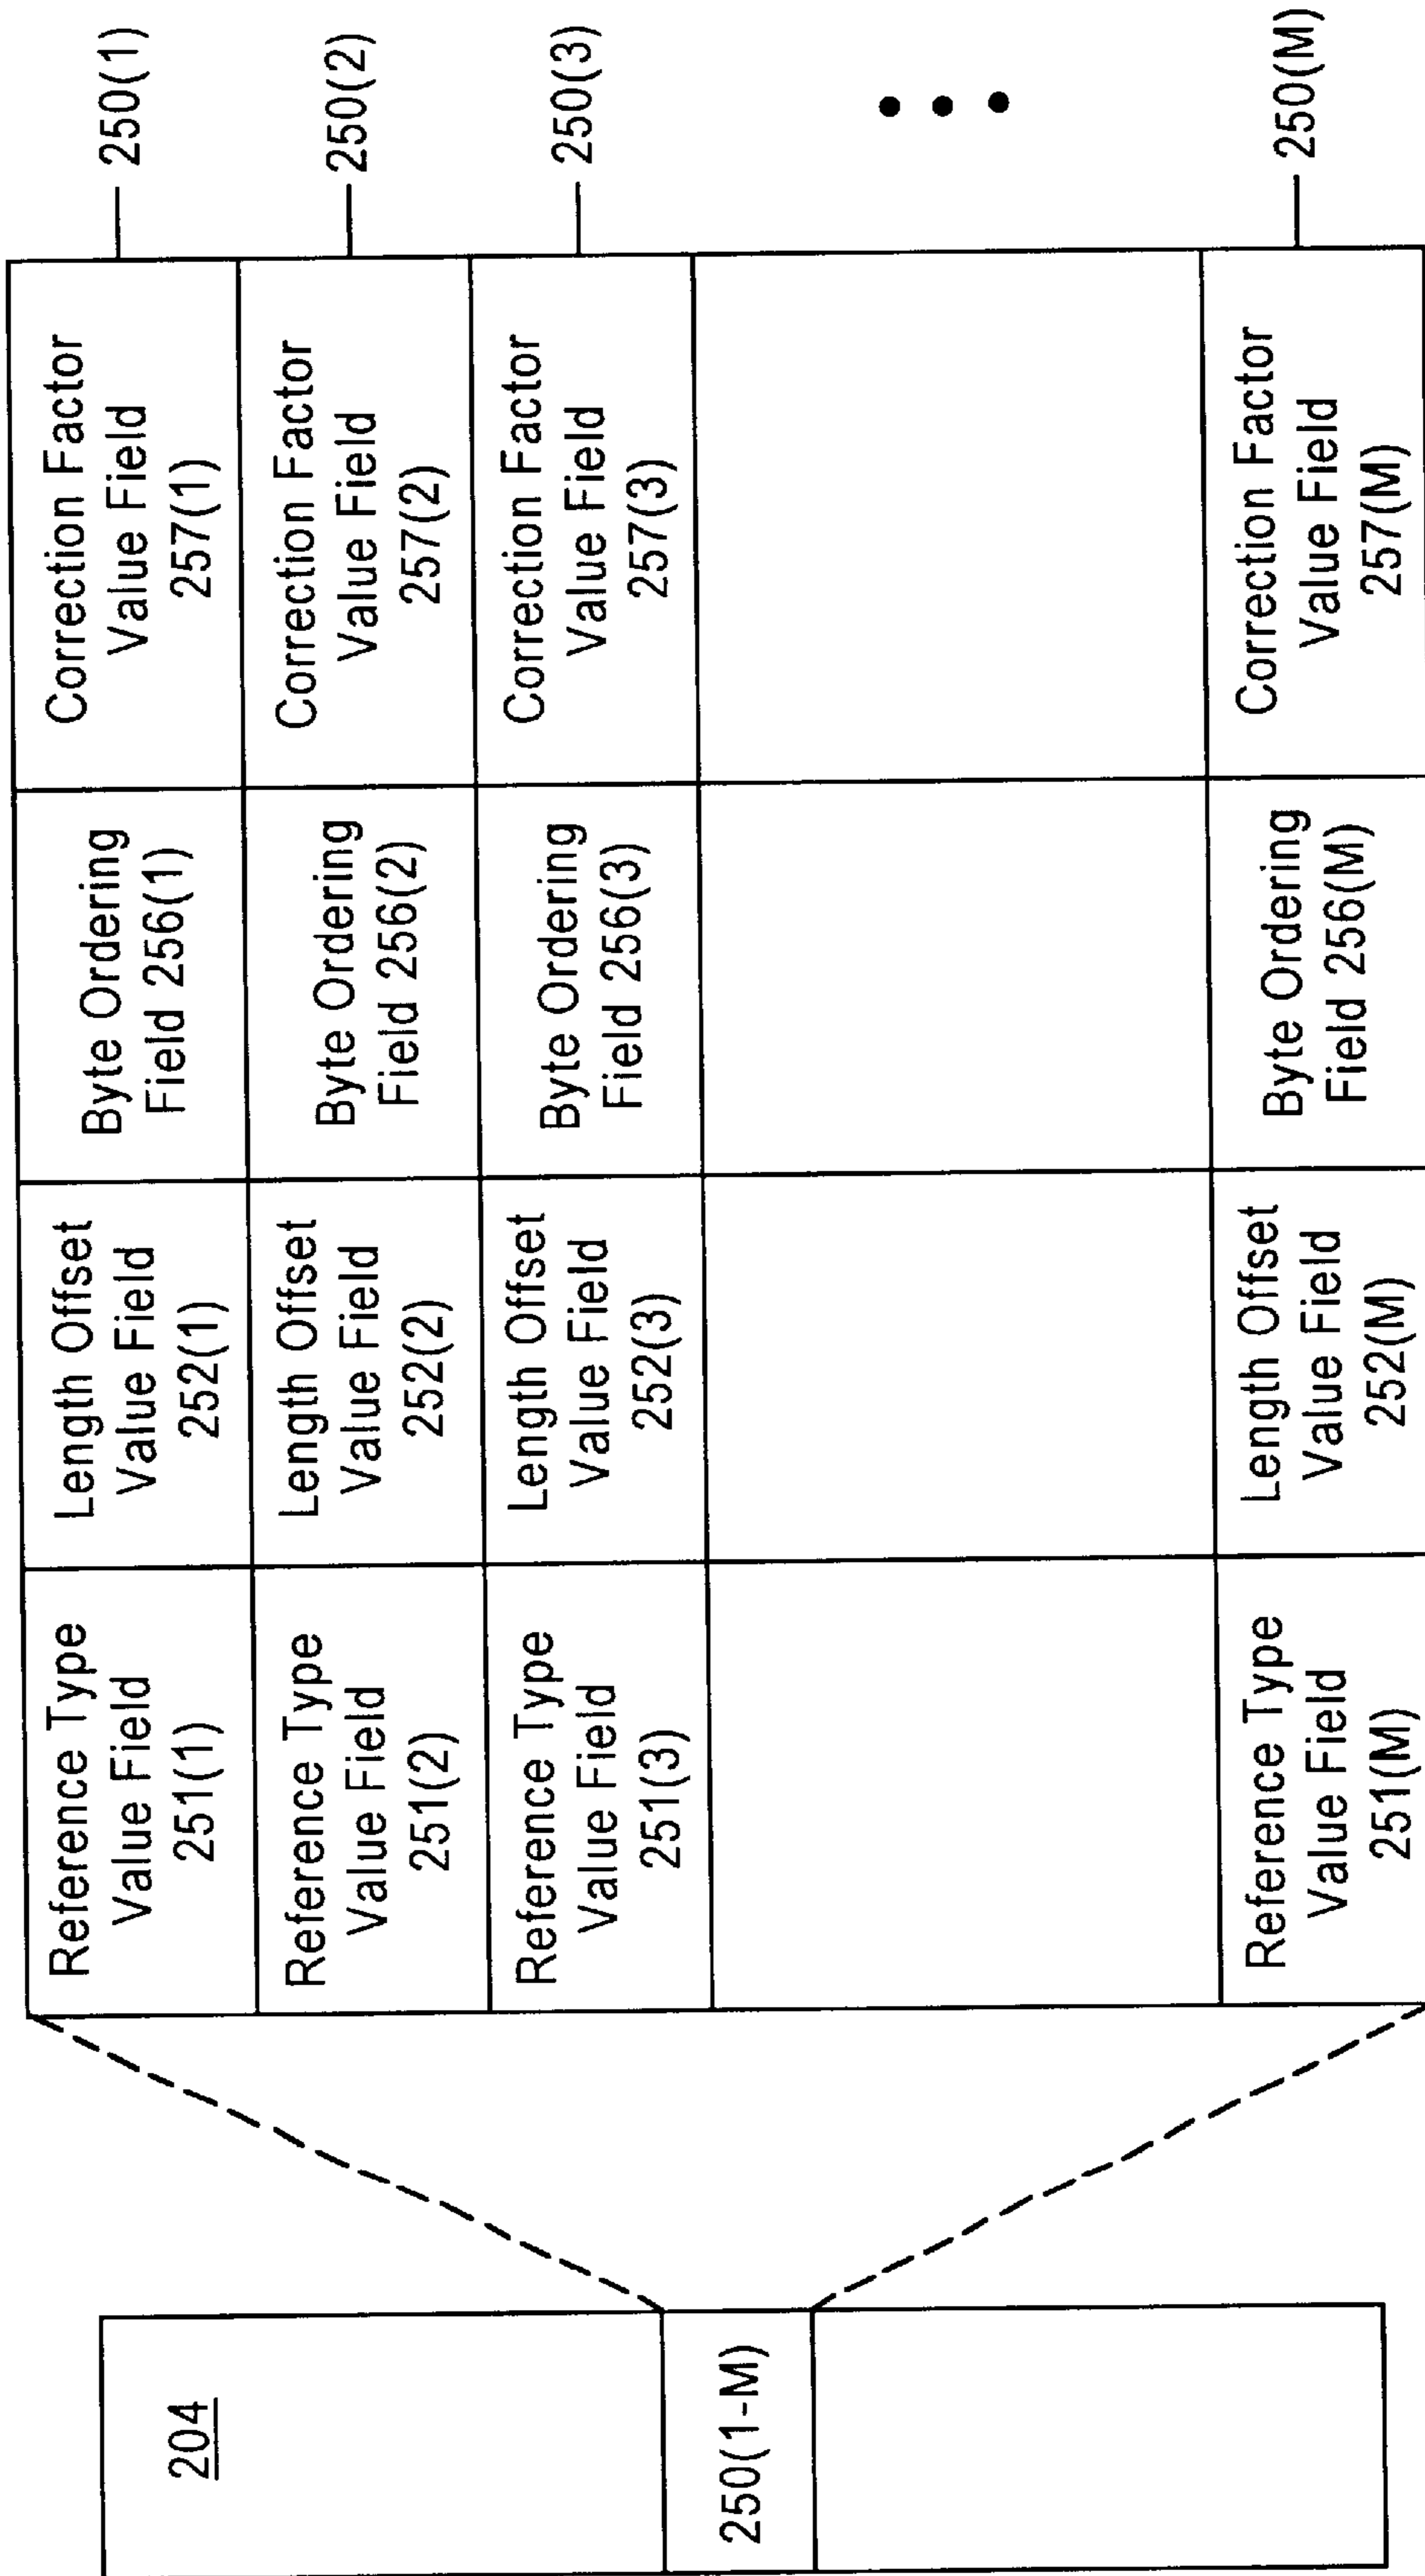 204
250(1-M)
Reference Type
Value Field
251(1)
Length Offset
Value Field
252(1)
Byte Ordering
Field 256(1)
Correction Factor
Value Field
257(1)
250(1)
Reference Type
Value Field
251(2)
Length Offset
Value Field
252(2)
Byte Ordering
Field 256(2)
Correction Factor
Value Field
257(2)
250(2)
Reference Type
Value Field
251(3)
Length Offset
Value Field
252(3)
Byte Ordering
Field 256(3)
Correction Factor
Value Field
257(3)
250(3)
Reference Type
Value Field
251(M)
Length Offset
Value Field
252(M)
Byte Ordering
Field 256(M)
Correction Factor
Value Field
257(M)
250(M)